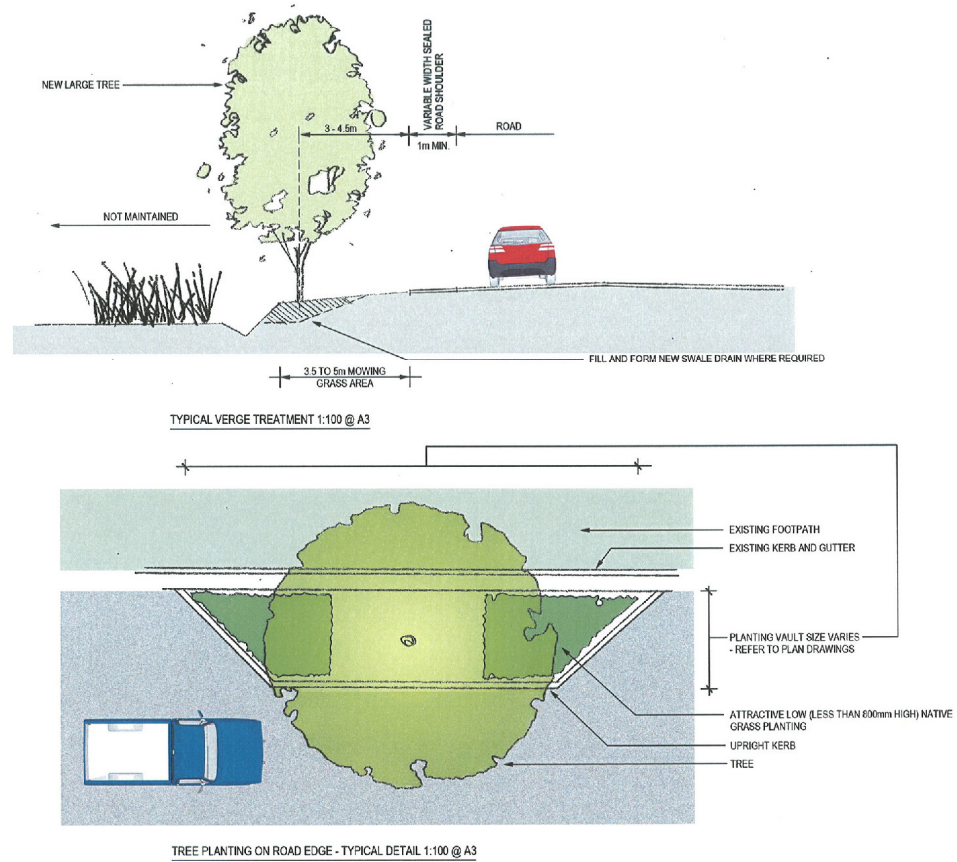 VARIABLE WIDTH SEALED
ROAD SHOULDER
NEW LARGE TREE
3 - 4.5m
1m MIN.
ROAD
NOT MAINTAINED
FILL AND FORM NEW SWALE DRAIN WHERE REQUIRED
3.5 TO 5m MOWING
GRASS AREA
TYPICAL VERGE TREATMENT 1:100 @ A3
EXISTING FOOTPATH
EXISTING KERB AND GUTTER
PLANTING VAULT SIZE VARIES
- REFER TO PLAN DRAWINGS
ATTRACTIVE LOW (LESS THAN 800mm HIGH) NATIVE
GRASS PLANTING
UPRIGHT KERB
TREE
TREE PLANTING ON ROAD EDGE - TYPICAL DETAIL 1:100 @ A3